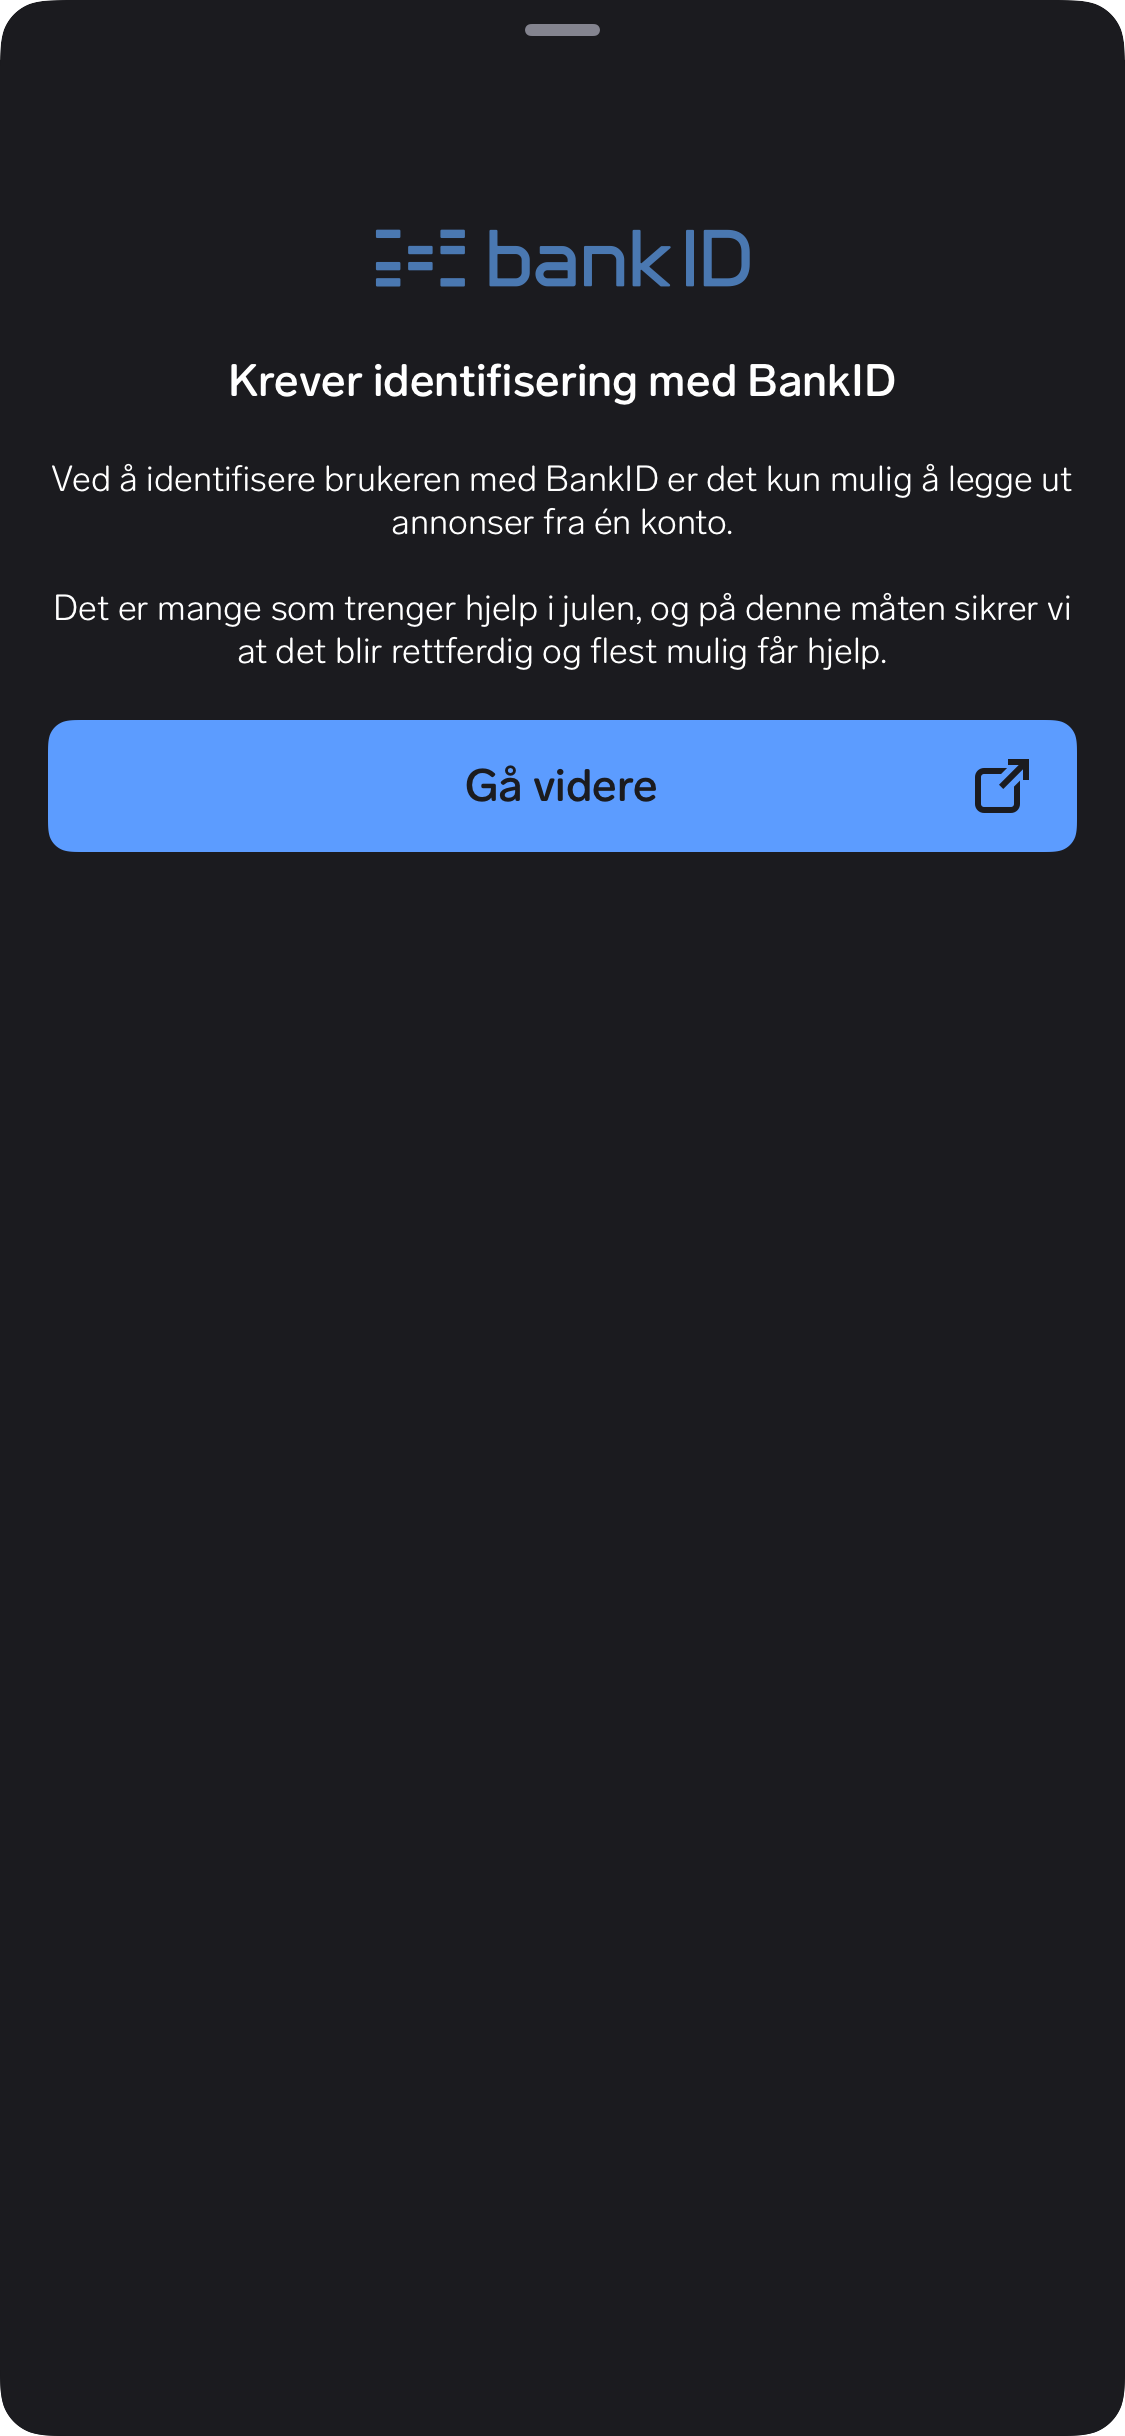 bankID
Krever identifisering med BankID
Ved å identifisere brukeren med BankID er det kun mulig å legge ut
annonser fra én konto.
Det er mange som trenger hjelp i julen, og på denne måten sikrer vi
at det blir rettferdig og flest mulig får hjelp.
Gå videre